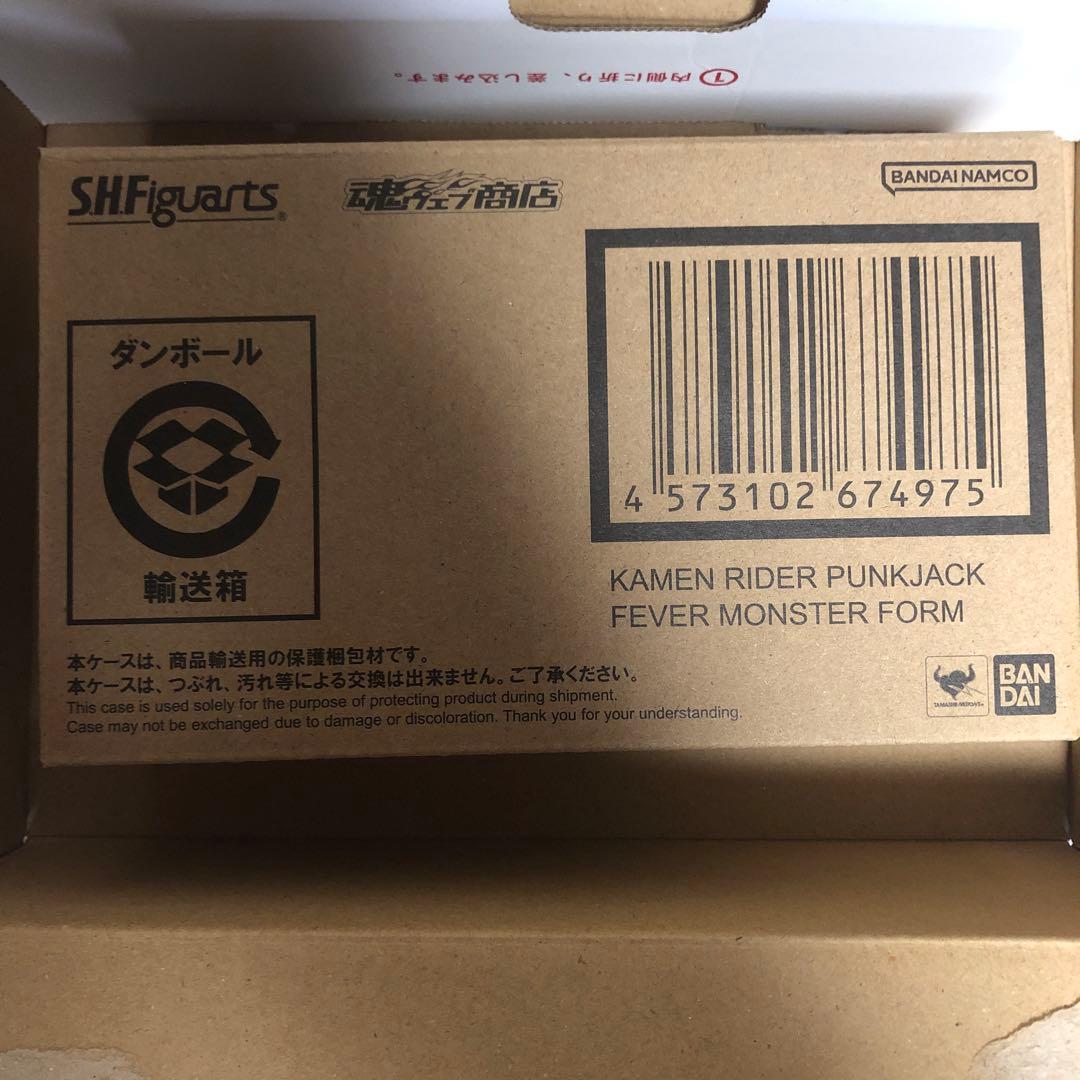 ①内側に折り、差し込みます。
S.H.Figuarts®
魂ウェブ商店
BANDAI NAMCO
ダンボール
輸送箱
4 573102 674975
KAMEN RIDER PUNKJACK
FEVER MONSTER FORM
本ケースは、商品輸送用の保護梱包材です。
本ケースは、つぶれ、汚れ等による交換は出来ません。ご了承ください。
This case is used solely for the purpose of protecting product during shipment.
Case may not be exchanged due to damage or discoloration. Thank you for your understanding.
TAMASHII NATIONS®
BAN
DAI